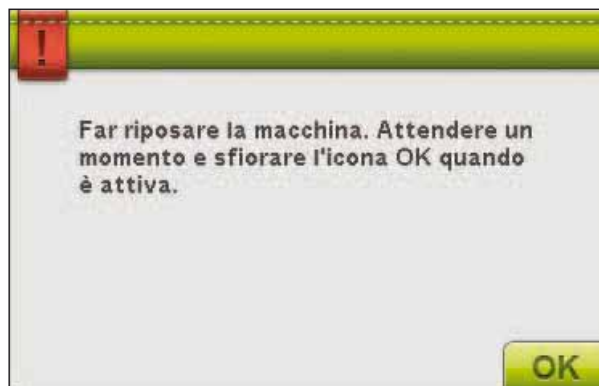 !
Far riposare la macchina. Attendere un
momento e sfiorare l'icona OK quando
è attiva.
OK